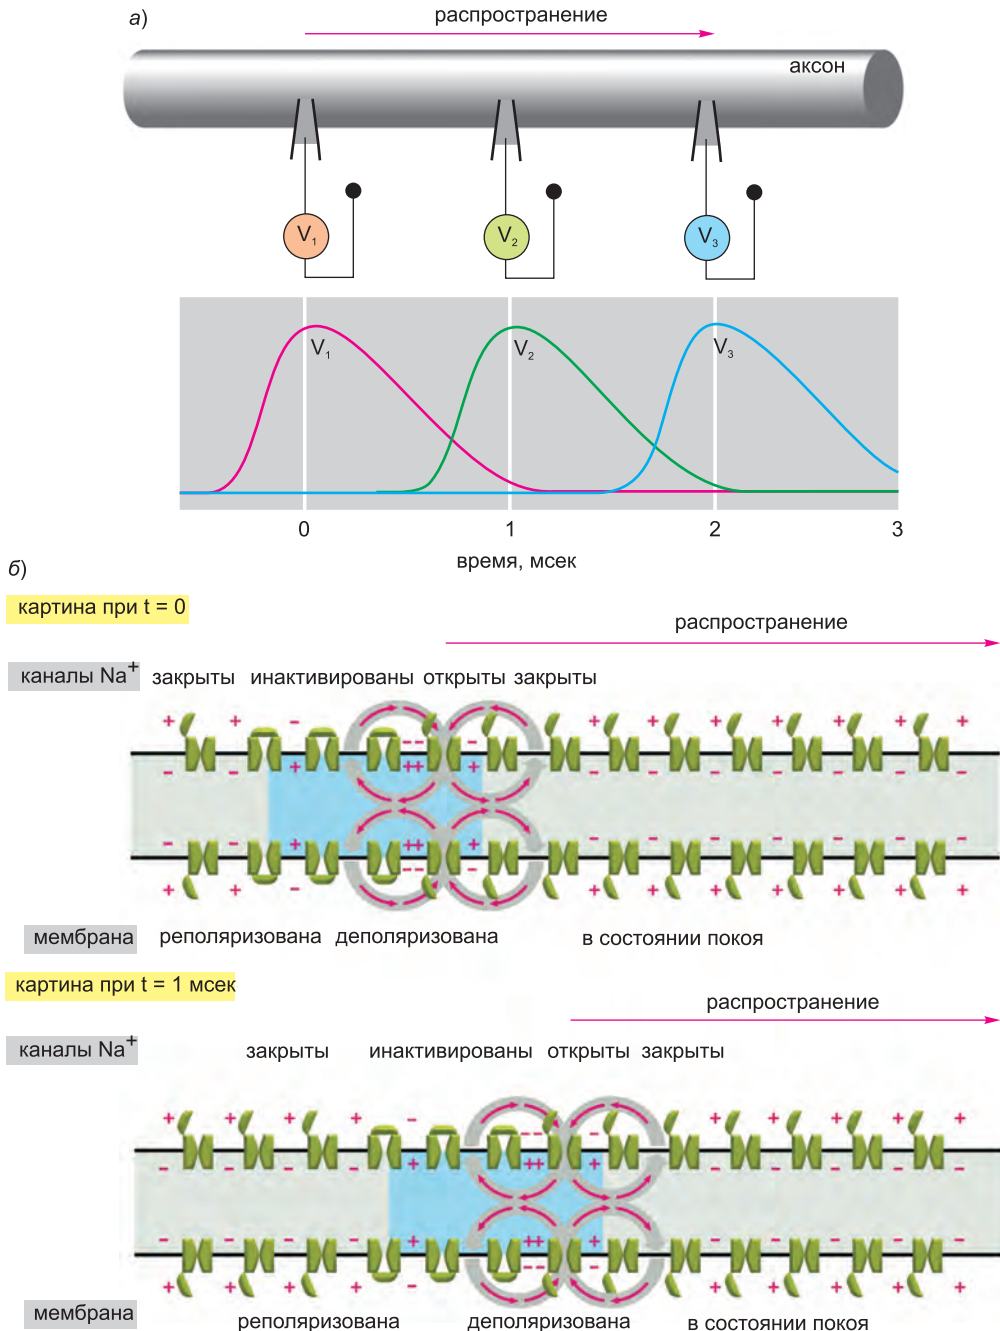 а)
распространение
аксон
V1 V2 V3
V1 V2 V3
0 1 2 3
время, мсек
б)
картина при t = 0
распространение
каналы Na+ закрыты инактивированы открыты закрыты
+ + - + + + + + +
- - + ++ + - - - - - -
-- -
- - + ++ + - - - - - -
-- -
+ + - + + + + + +
мембрана реполяризована деполяризована в состоянии покоя
картина при t = 1 мсек
распространение
каналы Na+ закрыты инактивированы открыты закрыты
+ + + + - -- - + + + + +
- - - - + ++ + - - - - -
- - - - + ++ + - - - - -
+ + + + - -- - + + + + +
мембрана реполяризована деполяризована в состоянии покоя